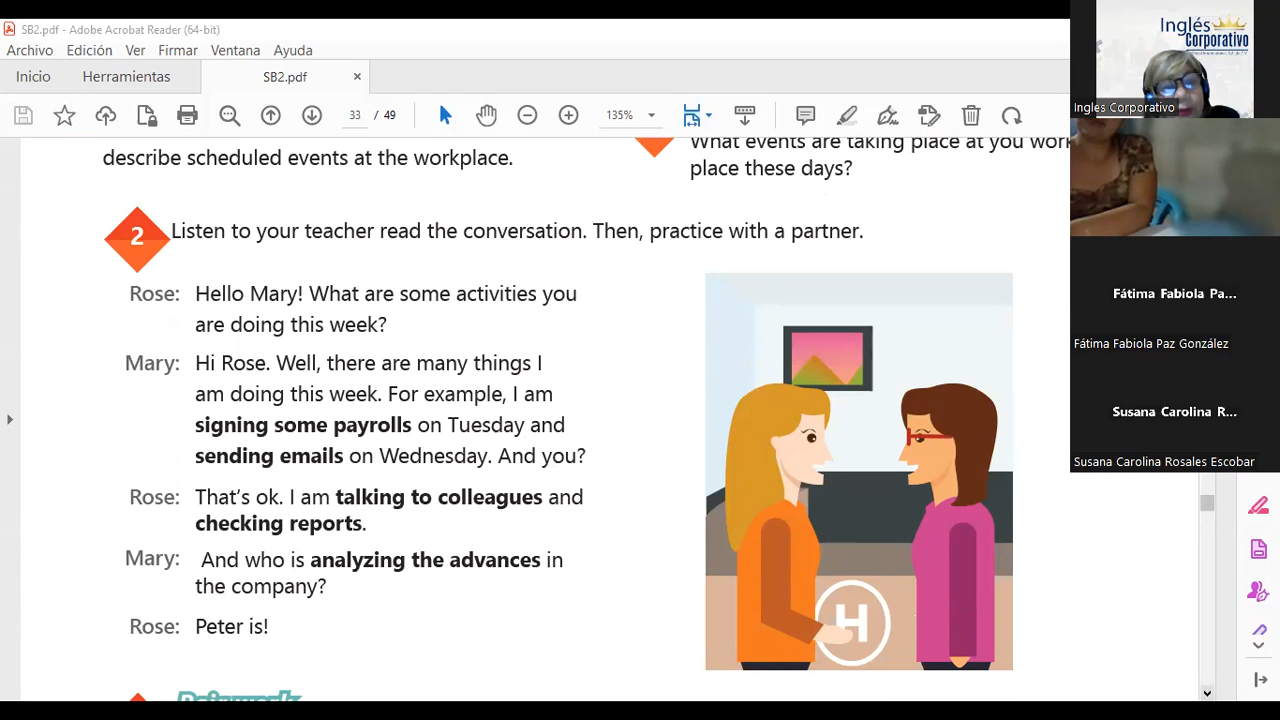 SB2.pdf - Adobe Acrobat Reader (64-bit)
Archivo Edición Ver Firmar Ventana Ayuda
Inicio Herramientas SB2.pdf ×
33 / 49 135%
describe scheduled events at the workplace.
What events are taking place at you work
place these days?
2 Listen to your teacher read the conversation. Then, practice with a partner.
Rose: Hello Mary! What are some activities you
are doing this week?
Mary: Hi Rose. Well, there are many things I
am doing this week. For example, I am
signing some payrolls on Tuesday and
sending emails on Wednesday. And you?
Rose: That's ok. I am talking to colleagues and
checking reports.
Mary: And who is analyzing the advances in
the company?
Rose: Peter is!
H
Pairwork
Inglés
Corporativo
Ingles Corporativo
Fátima Fabiola Pa...
Fátima Fabiola Paz González
Susana Carolina R...
Susana Carolina Rosales Escobar